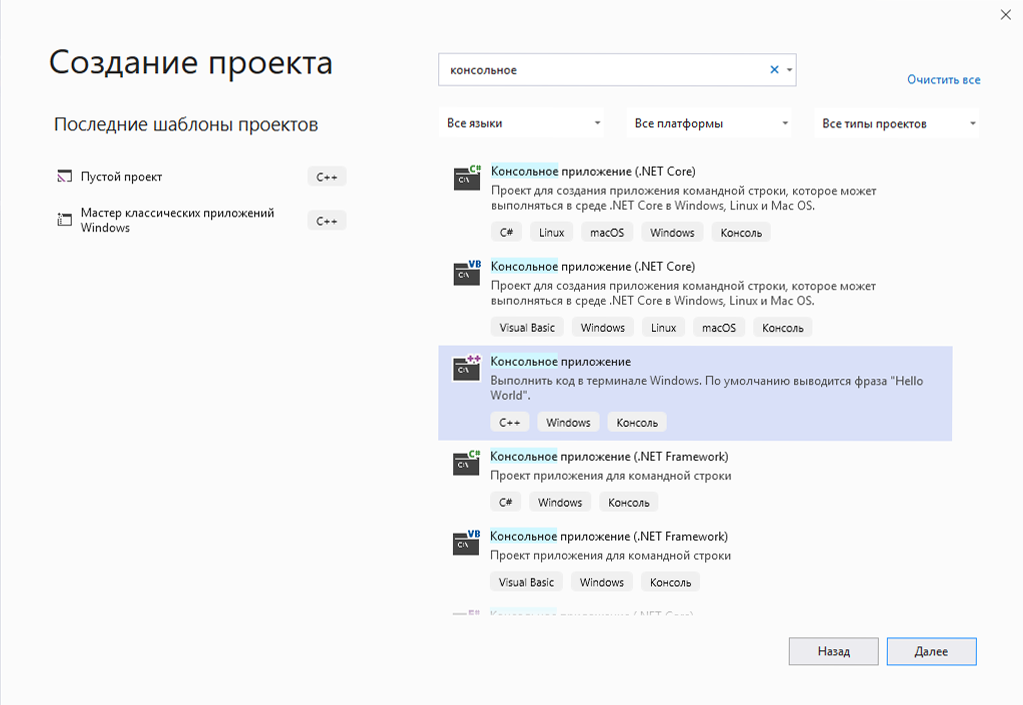 Создание проекта
Последние шаблоны проектов
Пустой проект
C++
Мастер классических приложений
Windows
C++
консольное
Очистить все
Все языки
Все платформы
Все типы проектов
C#
C:\
Консольное приложение (.NET Core)
Проект для создания приложения командной строки, которое может
выполняться в среде .NET Core в Windows, Linux и Mac OS.
C# Linux macOS Windows Консоль
VB
C:\
Консольное приложение (.NET Core)
Проект для создания приложения командной строки, которое может
выполняться в среде .NET Core в Windows, Linux и Mac OS.
Visual Basic Windows Linux macOS Консоль
++
C:\
Консольное приложение
Выполнить код в терминале Windows. По умолчанию выводится фраза "Hello
World".
C++ Windows Консоль
C#
C:\
Консольное приложение (.NET Framework)
Проект приложения для командной строки
C# Windows Консоль
VB
C:\
Консольное приложение (.NET Framework)
Проект приложения для командной строки
Visual Basic Windows Консоль
Консольное приложение (.NET Core)
Назад
Далее